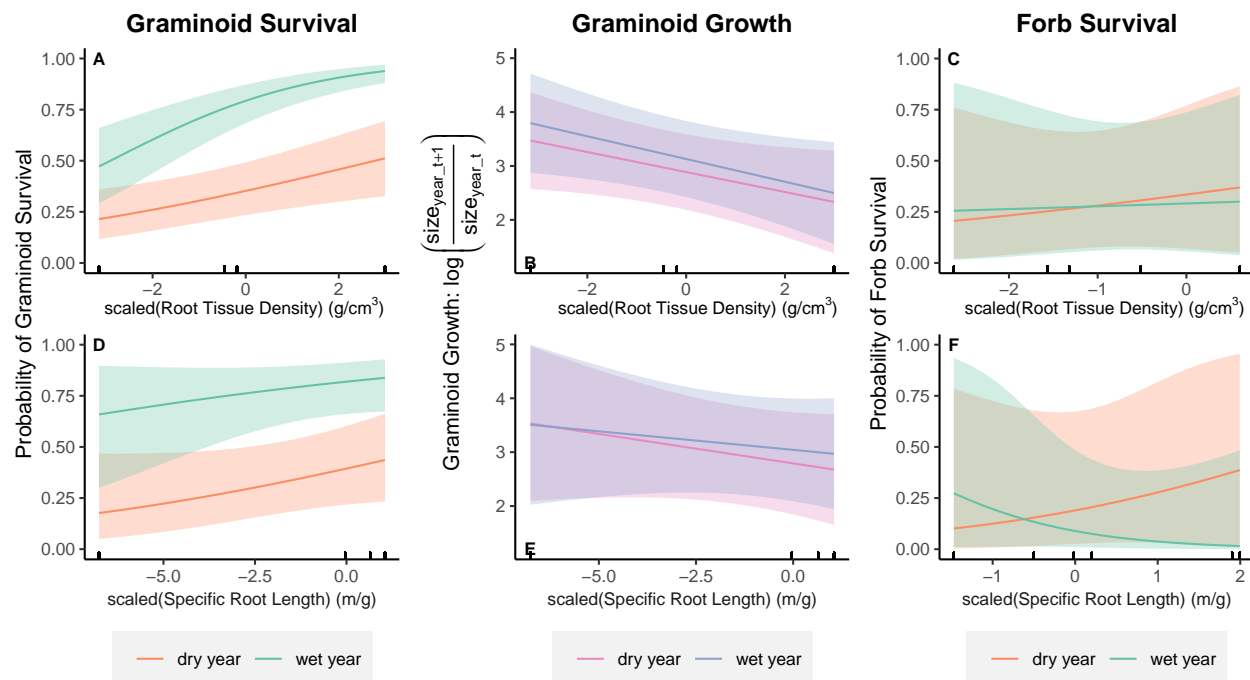 Graminoid Survival
Graminoid Growth
Forb Survival
A
1.00
0.75
0.50
0.25
0.00
−2
0
2
scaled(Root Tissue Density) (g/cm³)
5
4
3
2
B
−2
0
2
scaled(Root Tissue Density) (g/cm³)
C
1.00
0.75
0.50
0.25
0.00
−2
−1
0
scaled(Root Tissue Density) (g/cm³)
Probability of Graminoid Survival
Graminoid Growth: log(size_year_t+1 / size_year_t)
Probability of Forb Survival
D
1.00
0.75
0.50
0.25
0.00
−5.0
−2.5
0.0
scaled(Specific Root Length) (m/g)
5
4
3
2
E
−5.0
−2.5
0.0
scaled(Specific Root Length) (m/g)
F
1.00
0.75
0.50
0.25
0.00
−1
0
1
2
scaled(Specific Root Length) (m/g)
dry year wet year
dry year wet year
dry year wet year